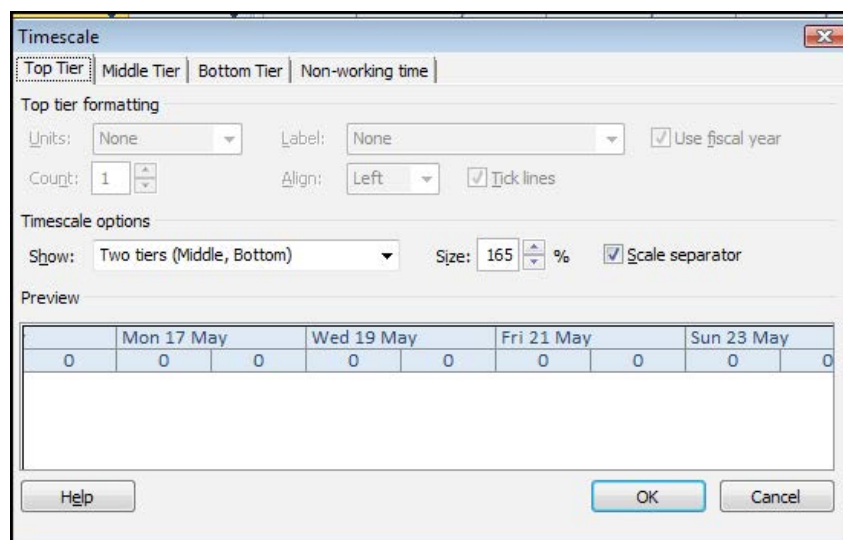 Timescale
Top Tier Middle Tier Bottom Tier Non-working time
Top tier formatting
Units: None Label: None Use fiscal year
Count: 1 Align: Left Tick lines
Timescale options
Show: Two tiers (Middle, Bottom) Size: 165 % Scale separator
Preview
Mon 17 May Wed 19 May Fri 21 May Sun 23 May
0 0 0 0 0 0 0 0 0
Help OK Cancel